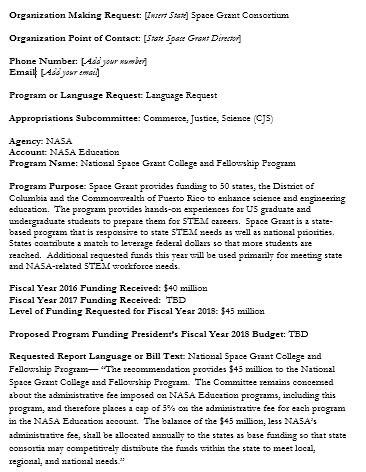 Organization Making Request: [Insert State] Space Grant Consortium
Organization Point of Contact: [State Space Grant Director]
Phone Number: [Add your number]
Email: [Add your email]
Program or Language Request: Language Request
Appropriations Subcommittee: Commerce, Justice, Science (CJS)
Agency: NASA
Account: NASA Education
Program Name: National Space Grant College and Fellowship Program
Program Purpose: Space Grant provides funding to 50 states, the District of
Columbia and the Commonwealth of Puerto Rico to enhance science and engineering
education. The program provides hands-on experiences for US graduate and
undergraduate students to prepare them for STEM careers. Space Grant is a state-
based program that is responsive to state STEM needs as well as national priorities.
States contribute a match to leverage federal dollars so that more students are
reached. Additional requested funds this year will be used primarily for meeting state
and NASA-related STEM workforce needs.
Fiscal Year 2016 Funding Received: $40 million
Fiscal Year 2017 Funding Received: TBD
Level of Funding Requested for Fiscal Year 2018: $45 million
Proposed Program Funding President's Fiscal Year 2018 Budget: TBD
Requested Report Language or Bill Text: National Space Grant College and
Fellowship Program— "The recommendation provides $45 million to the National
Space Grant College and Fellowship Program. The Committee remains concerned
about the administrative fee imposed on NASA Education programs, including this
program, and therefore places a cap of 5% on the administrative fee for each program
in the NASA Education account. The balance of the $45 million, less NASA's
administrative fee, shall be allocated annually to the states as base funding so that state
consortia may competitively distribute the funds within the state to meet local,
regional, and national needs."